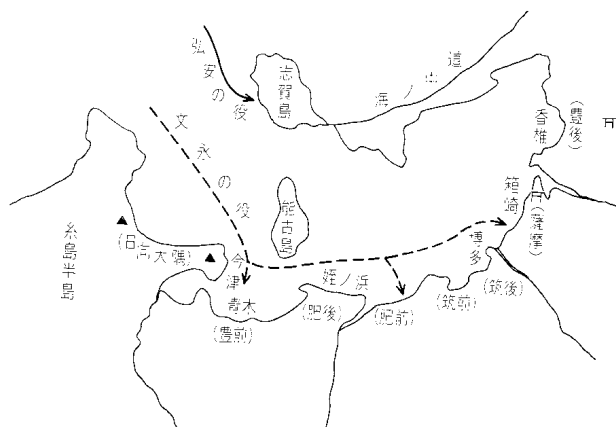 弘安の役
志賀島
海ノ中道
香椎
(豊後)
文永の役
能古島
箱崎
(薩摩)
糸島半島
(日向大隅)
今津
青木
(豊前)
姪ノ浜
(肥後)
(肥前)
博多
(筑前)
(筑後)